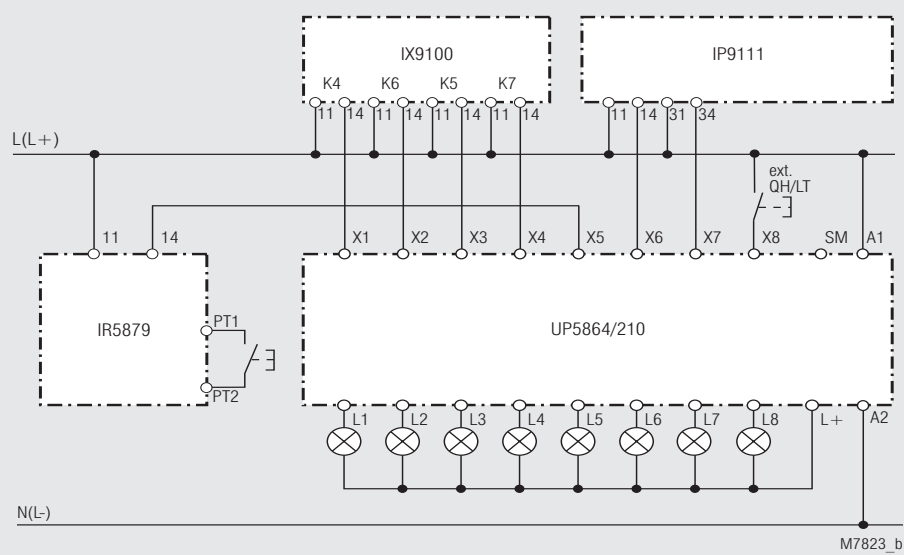 IX9100
IP9111
K4 K6 K5 K7
11 14 11 14 11 14 11 14
11 14 31 34
L(L+)
ext.
QH/LT
11 14
X1 X2 X3 X4 X5 X6 X7 X8 SM A1
IR5879
PT1
PT2
UP5864/210
L1 L2 L3 L4 L5 L6 L7 L8 L+ A2
N(L-)
M7823_b